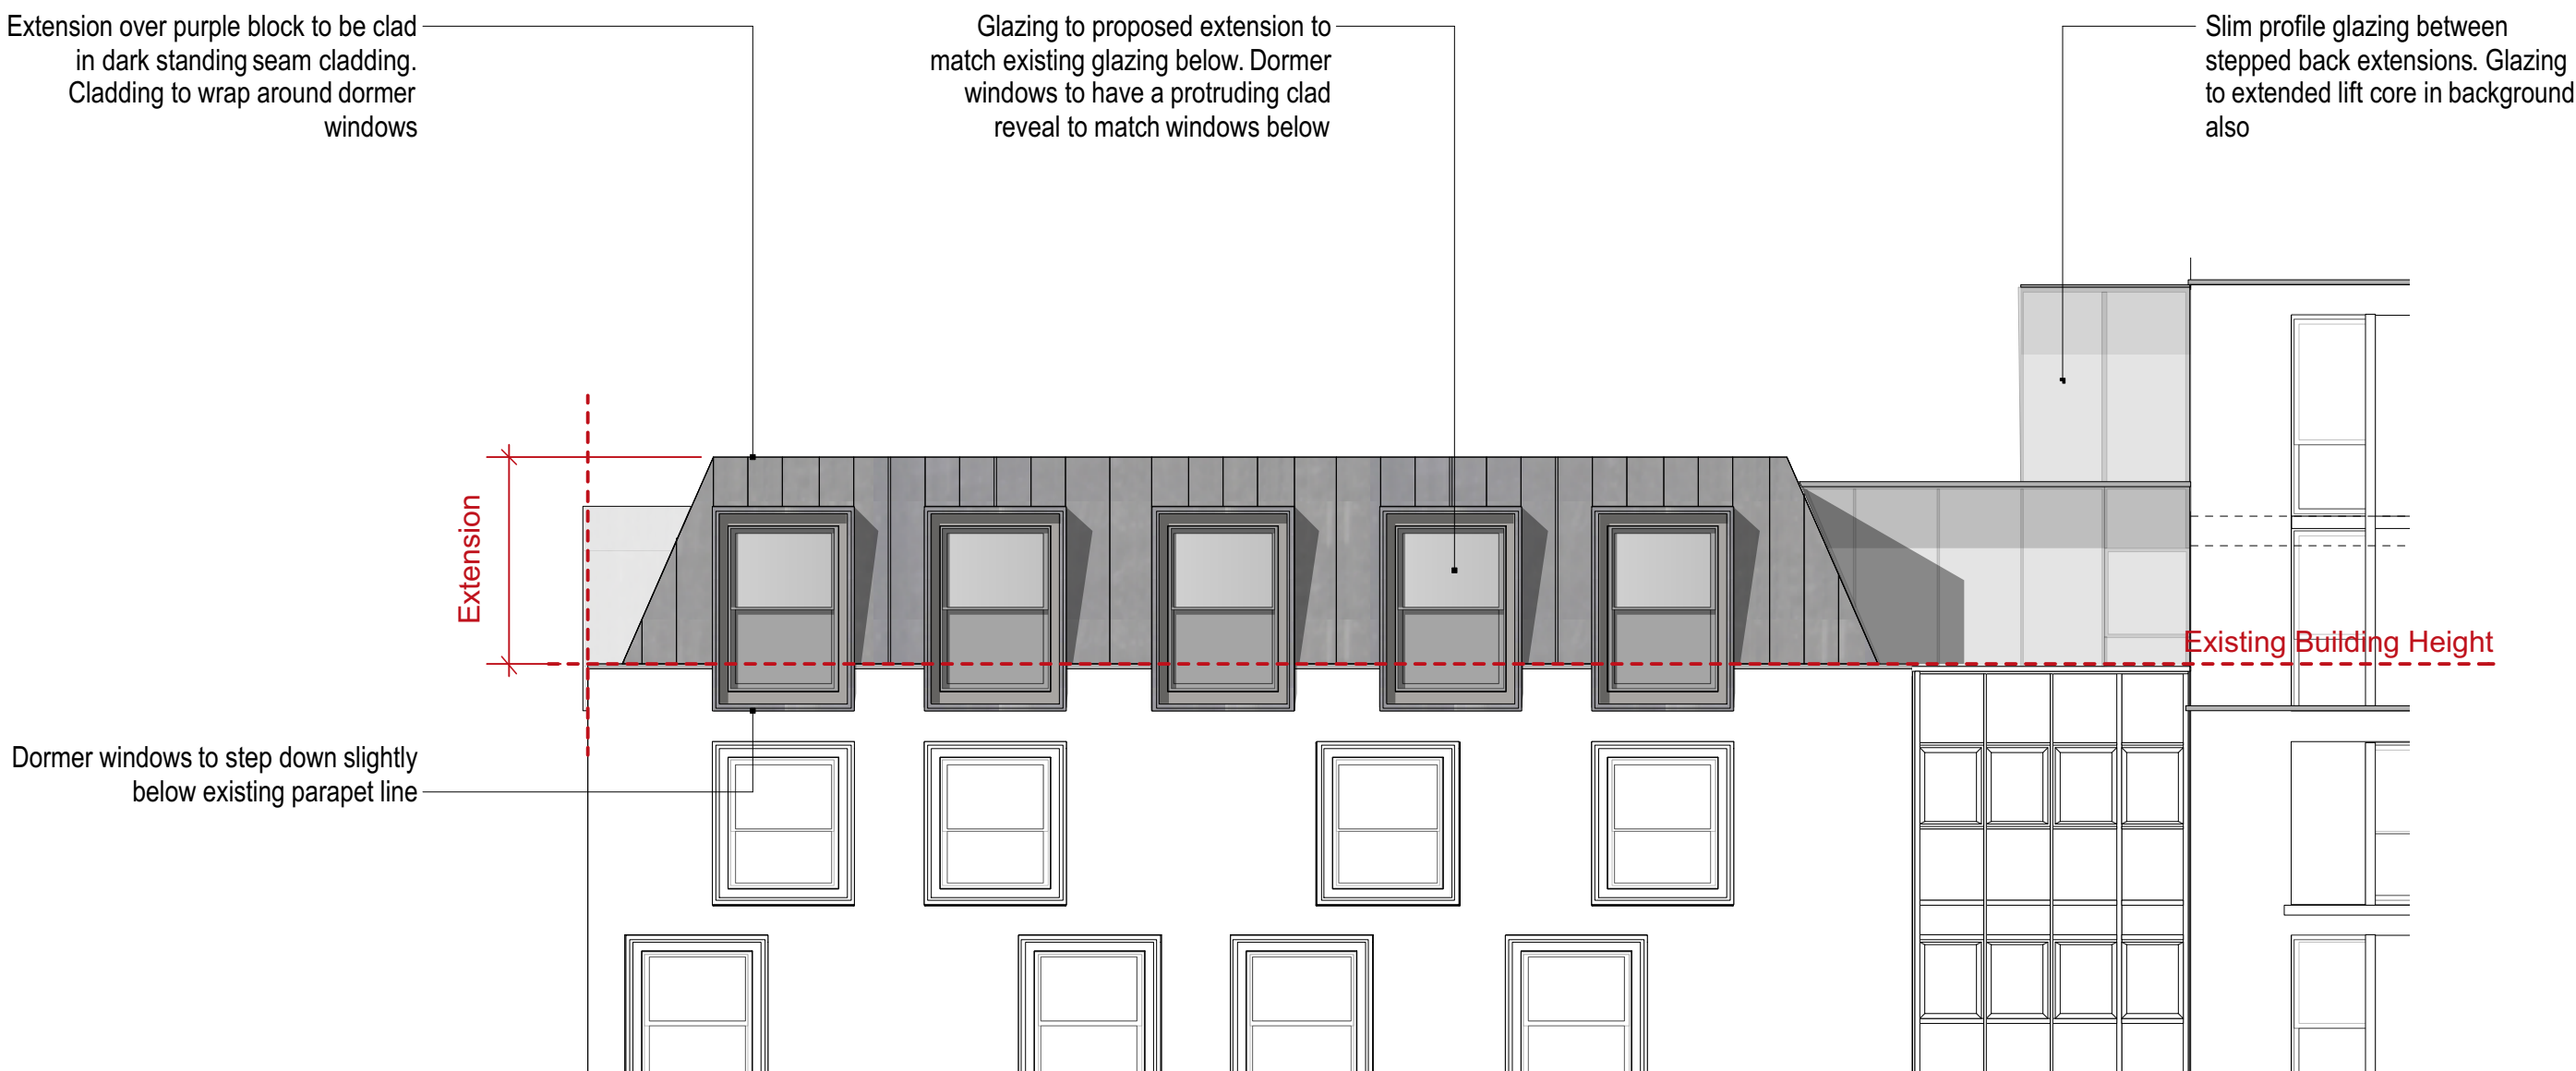 Extension over purple block to be clad
in dark standing seam cladding.
Cladding to wrap around dormer
windows
Glazing to proposed extension to
match existing glazing below. Dormer
windows to have a protruding clad
reveal to match windows below
Slim profile glazing between
stepped back extensions. Glazing
to extended lift core in background
also
Extension
Existing Building Height
Dormer windows to step down slightly
below existing parapet line